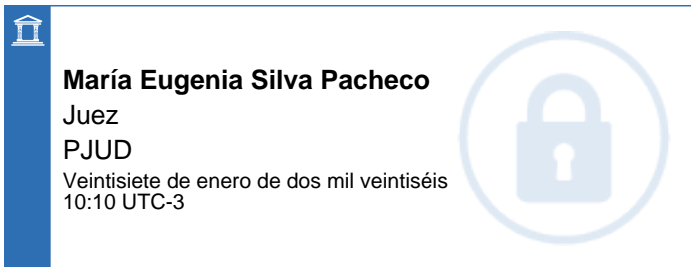 María Eugenia Silva Pacheco
Juez
PJUD
Veintisiete de enero de dos mil veintiséis
10:10 UTC-3